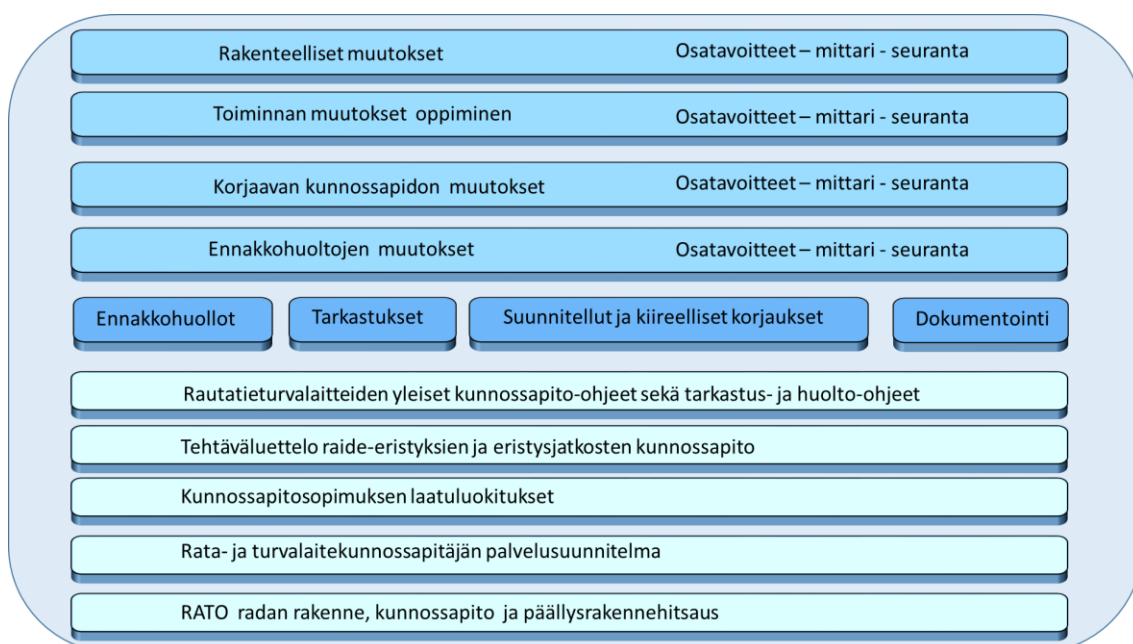 Rakenteelliset muutokset Osatavoitteet – mittari - seuranta
Toiminnan muutokset oppiminen Osatavoitteet – mittari - seuranta
Korjaavan kunnossapidon muutokset Osatavoitteet – mittari - seuranta
Ennakkohuoltojen muutokset Osatavoitteet – mittari - seuranta
Ennakkohuollot Tarkastukset Suunnitellut ja kiireelliset korjaukset Dokumentointi
Rautatieturvalaitteiden yleiset kunnossapito-ohjeet sekä tarkastus- ja huolto-ohjeet
Tehtäväluettelo raide-eristyksien ja eristysjatkosten kunnossapito
Kunnossapitosopimuksen laatuluokitukset
Rata- ja turvalaitekunnossapitäjän palvelusuunnitelma
RATO radan rakenne, kunnossapito ja päällysrakennehitsaus